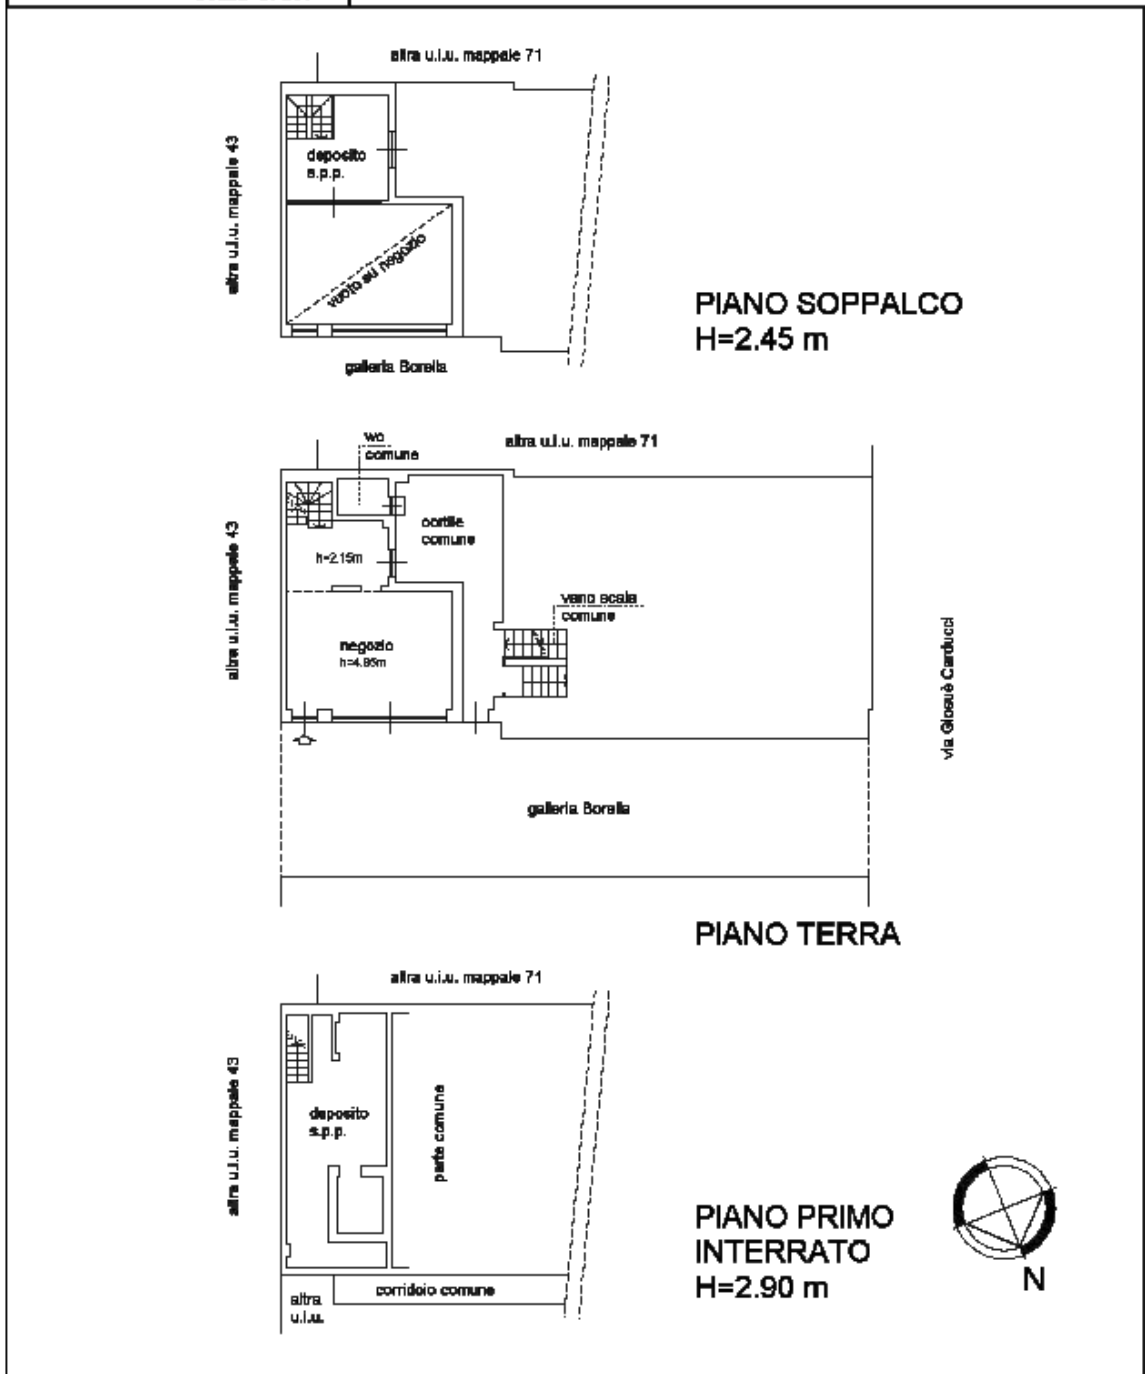 altra u.i.u. mappale 71
altra u.i.u. mappale 43
deposito
s.p.p.
vuoto su negozio
PIANO SOPPALCO
H=2.45 m
galleria Borella
wc
comune
altra u.i.u. mappale 71
altra u.i.u. mappale 43
cortile
comune
h=2.15m
vano scala
comune
negozio
h=4.85m
via Giosuè Carducci
galleria Borella
PIANO TERRA
altra u.i.u. mappale 71
altra u.i.u. mappale 43
deposito
s.p.p.
parte comune
PIANO PRIMO
INTERRATO
H=2.90 m
N
corridoio comune
altra
u.i.u.